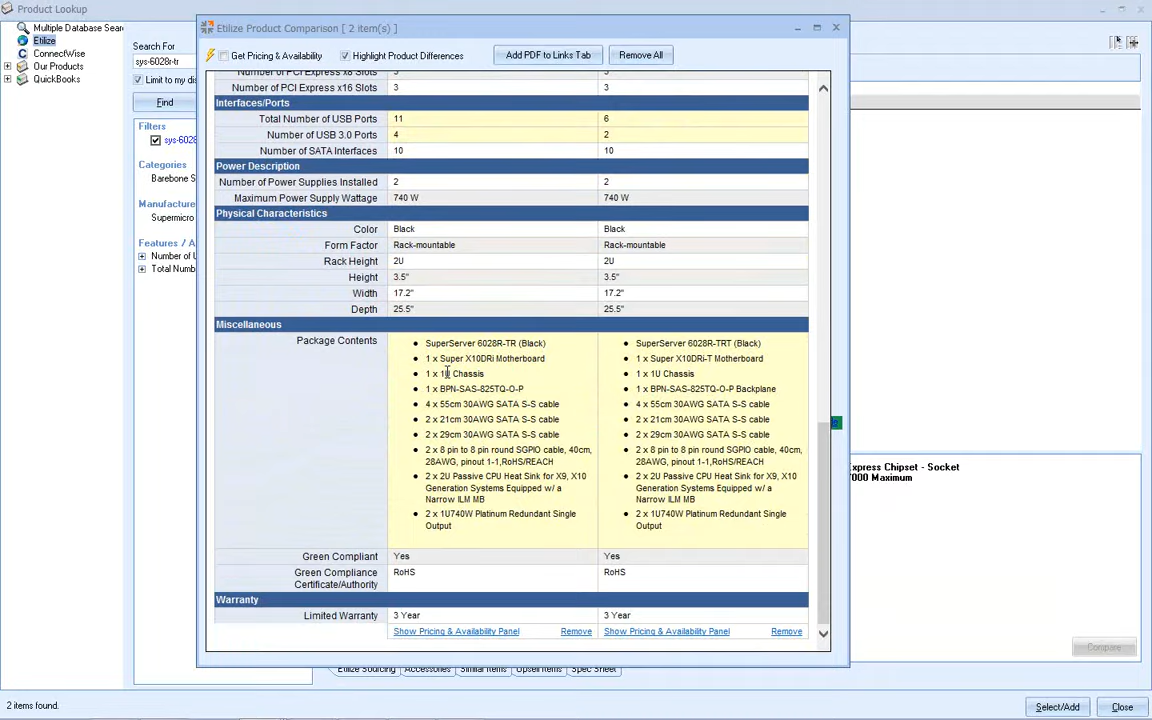 Product Lookup
Multiple Database Sear
Etilize
ConnectWise
Our Products
QuickBooks
Search For
sys-6028r-tr
Limit to my dis
Find
Filters
sys-6028
Categories
Barebone S
Manufacture
Supermicro
Features / A
Number of U
Total Numb
Etilize Product Comparison [ 2 item(s) ]
Get Pricing & Availability
Highlight Product Differences
Add PDF to Links Tab
Remove All
Number of PCI Express x8 Slots 3 3
Number of PCI Express x16 Slots 3 3
Interfaces/Ports
Total Number of USB Ports 11 6
Number of USB 3.0 Ports 4 2
Number of SATA Interfaces 10 10
Power Description
Number of Power Supplies Installed 2 2
Maximum Power Supply Wattage 740 W 740 W
Physical Characteristics
Color Black Black
Form Factor Rack-mountable Rack-mountable
Rack Height 2U 2U
Height 3.5" 3.5"
Width 17.2" 17.2"
Depth 25.5" 25.5"
Miscellaneous
Package Contents
SuperServer 6028R-TR (Black)
1 x Super X10DRi Motherboard
1 x 1U Chassis
1 x BPN-SAS-825TQ-O-P
4 x 55cm 30AWG SATA S-S cable
2 x 21cm 30AWG SATA S-S cable
2 x 29cm 30AWG SATA S-S cable
2 x 8 pin to 8 pin round SGPIO cable, 40cm,
28AWG, pinout 1-1,RoHS/REACH
2 x 2U Passive CPU Heat Sink for X9, X10
Generation Systems Equipped w/ a
Narrow ILM MB
2 x 1U740W Platinum Redundant Single
Output
SuperServer 6028R-TRT (Black)
1 x Super X10DRi-T Motherboard
1 x 1U Chassis
1 x BPN-SAS-825TQ-O-P Backplane
4 x 55cm 30AWG SATA S-S cable
2 x 21cm 30AWG SATA S-S cable
2 x 29cm 30AWG SATA S-S cable
2 x 8 pin to 8 pin round SGPIO cable, 40cm,
28AWG, pinout 1-1,RoHS/REACH
2 x 2U Passive CPU Heat Sink for X9, X10
Generation Systems Equipped w/ a
Narrow ILM MB
2 x 1U740W Platinum Redundant Single
Output
Green Compliant Yes Yes
Green Compliance
Certificate/Authority RoHS RoHS
Warranty
Limited Warranty 3 Year 3 Year
Show Pricing & Availability Panel Remove Show Pricing & Availability Panel Remove
xpress Chipset - Socket
000 Maximum
Compare
Etilize Sourcing Accessories Similar Items Upsell Items Spec Sheet
2 items found.
Select/Add
Close